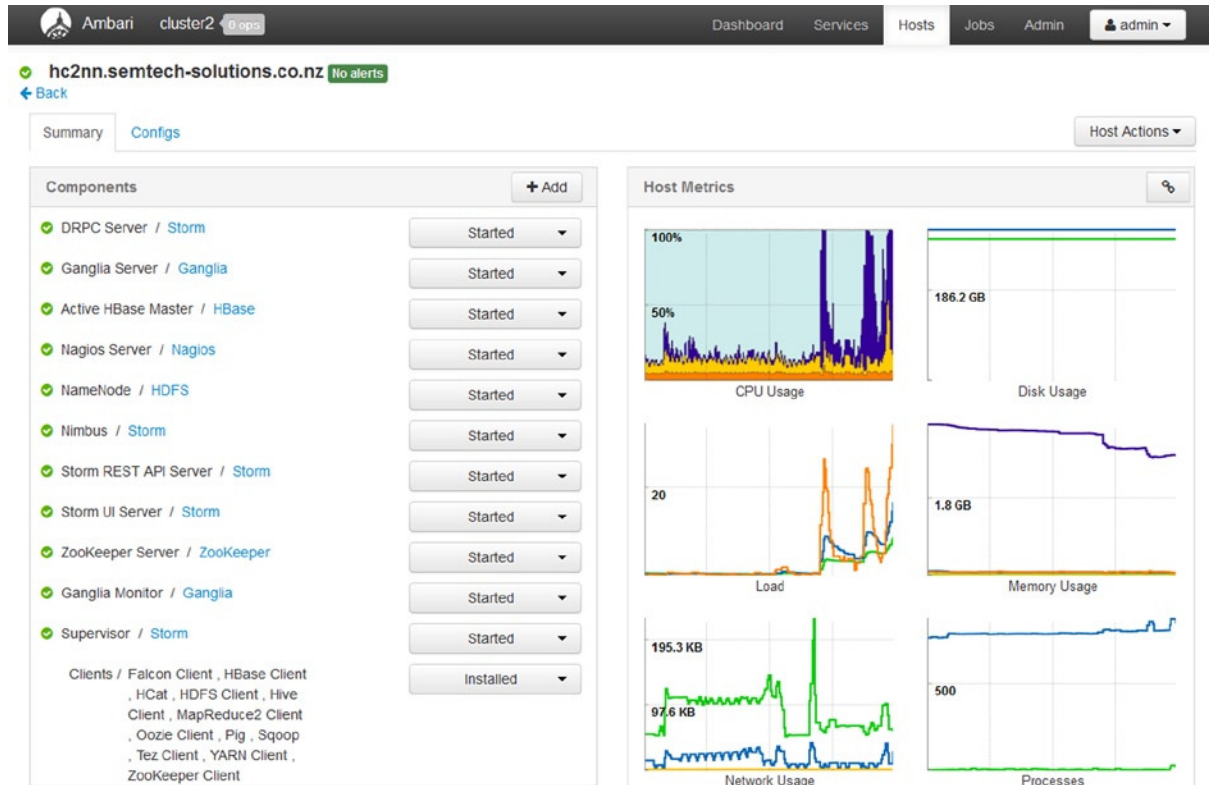 Ambari cluster2 0 ops Dashboard Services Hosts Jobs Admin admin
hc2nn.semtech-solutions.co.nz No alerts
Back
Summary Configs Host Actions
Components + Add
DRPC Server / Storm Started
Ganglia Server / Ganglia Started
Active HBase Master / HBase Started
Nagios Server / Nagios Started
NameNode / HDFS Started
Nimbus / Storm Started
Storm REST API Server / Storm Started
Storm UI Server / Storm Started
ZooKeeper Server / ZooKeeper Started
Ganglia Monitor / Ganglia Started
Supervisor / Storm Started
Clients / Falcon Client , HBase Client Installed
, HCat , HDFS Client , Hive
Client , MapReduce2 Client
, Oozie Client , Pig , Sqoop
, Tez Client , YARN Client ,
ZooKeeper Client
Host Metrics
100%
50%
CPU Usage
186.2 GB
Disk Usage
20
Load
1.8 GB
Memory Usage
195.3 KB
97.6 KB
Network Usage
500
Processes